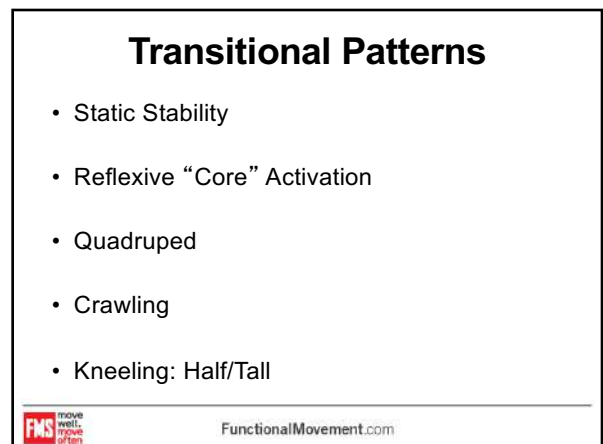 Transitional Patterns
• Static Stability
• Reflexive “Core” Activation
• Quadruped
• Crawling
• Kneeling: Half/Tall
FMS
move
well.
move
often
FunctionalMovement.com